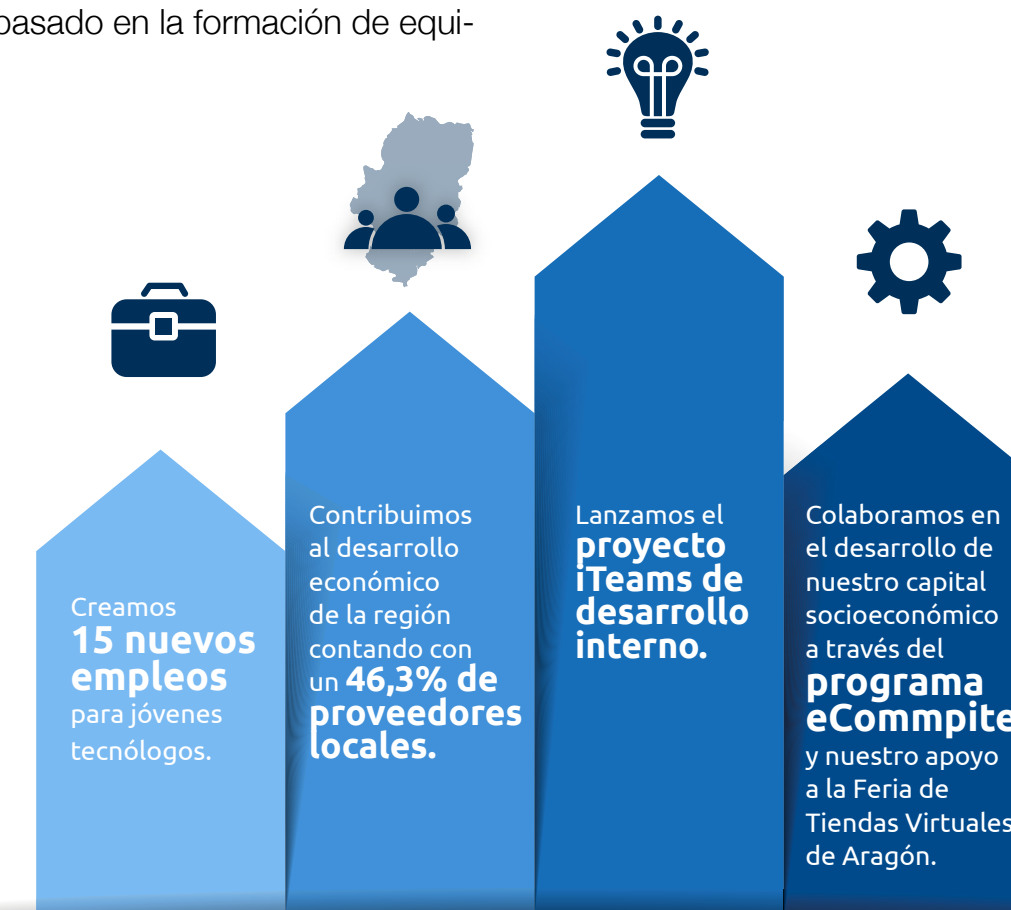 basado en la formación de equi-
Creamos
15 nuevos
empleos
para jóvenes
tecnólogos.
Contribuimos
al desarrollo
económico
de la región
contando con
un 46,3% de
proveedores
locales.
Lanzamos el
proyecto
iTeams de
desarrollo
interno.
Colaboramos en
el desarrollo de
nuestro capital
socioeconómico
a través del
programa
eCommpite
y nuestro apoyo
a la Feria de
Tiendas Virtuales
de Aragón.